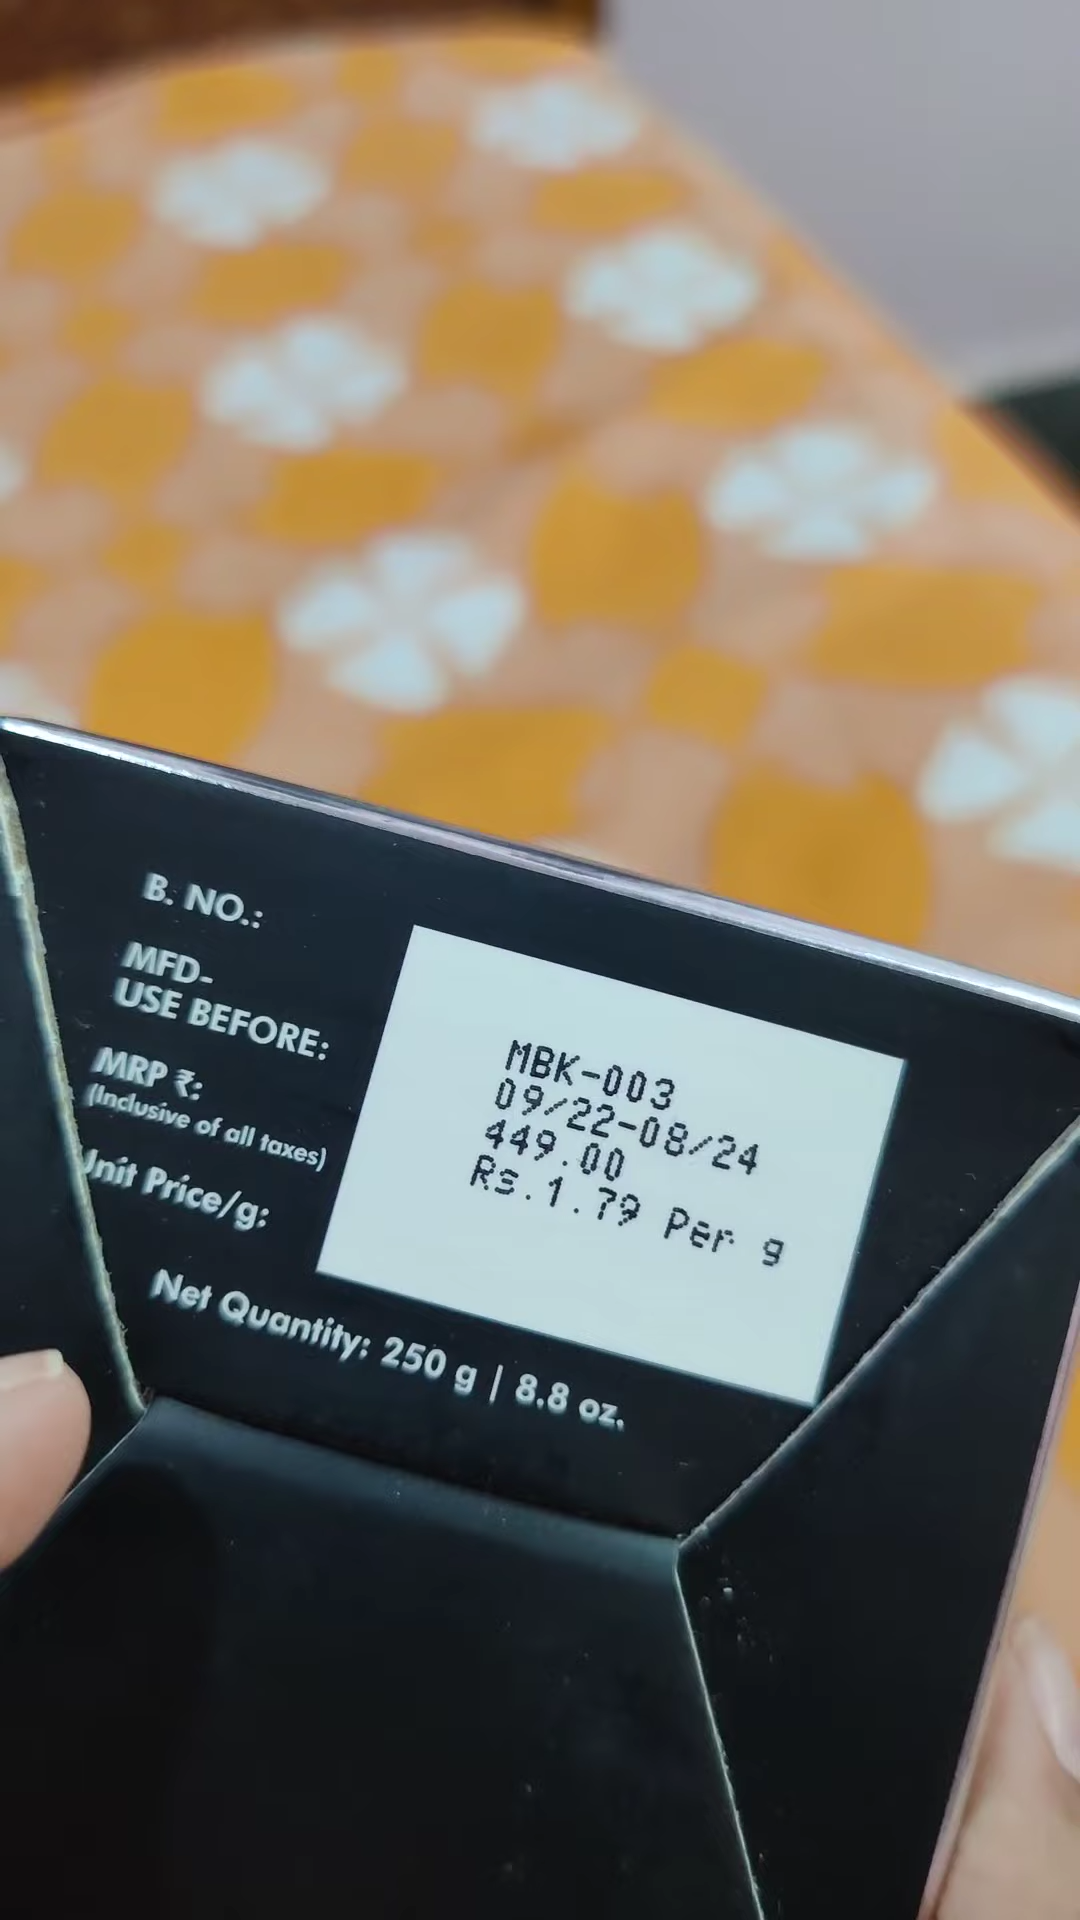 B. NO.:
MFD-
USE BEFORE:
MRP ₹:
(Inclusive of all taxes)
Unit Price/g:
MBK-003
09/22-08/24
449.00
Rs.1.79 Per g
Net Quantity: 250 g | 8.8 oz.